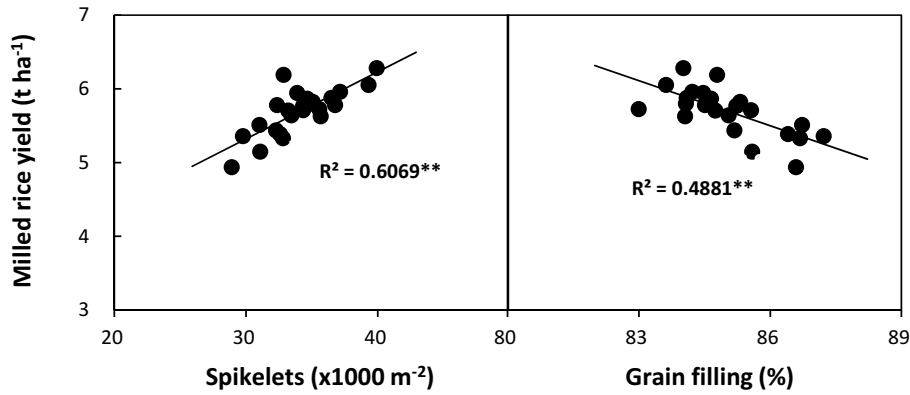 Milled rice yield (t ha⁻¹)
7
6
5
4
3
R² = 0.6069**
R² = 0.4881**
20
30
40
80
83
86
89
Spikelets (x1000 m⁻²)
Grain filling (%)